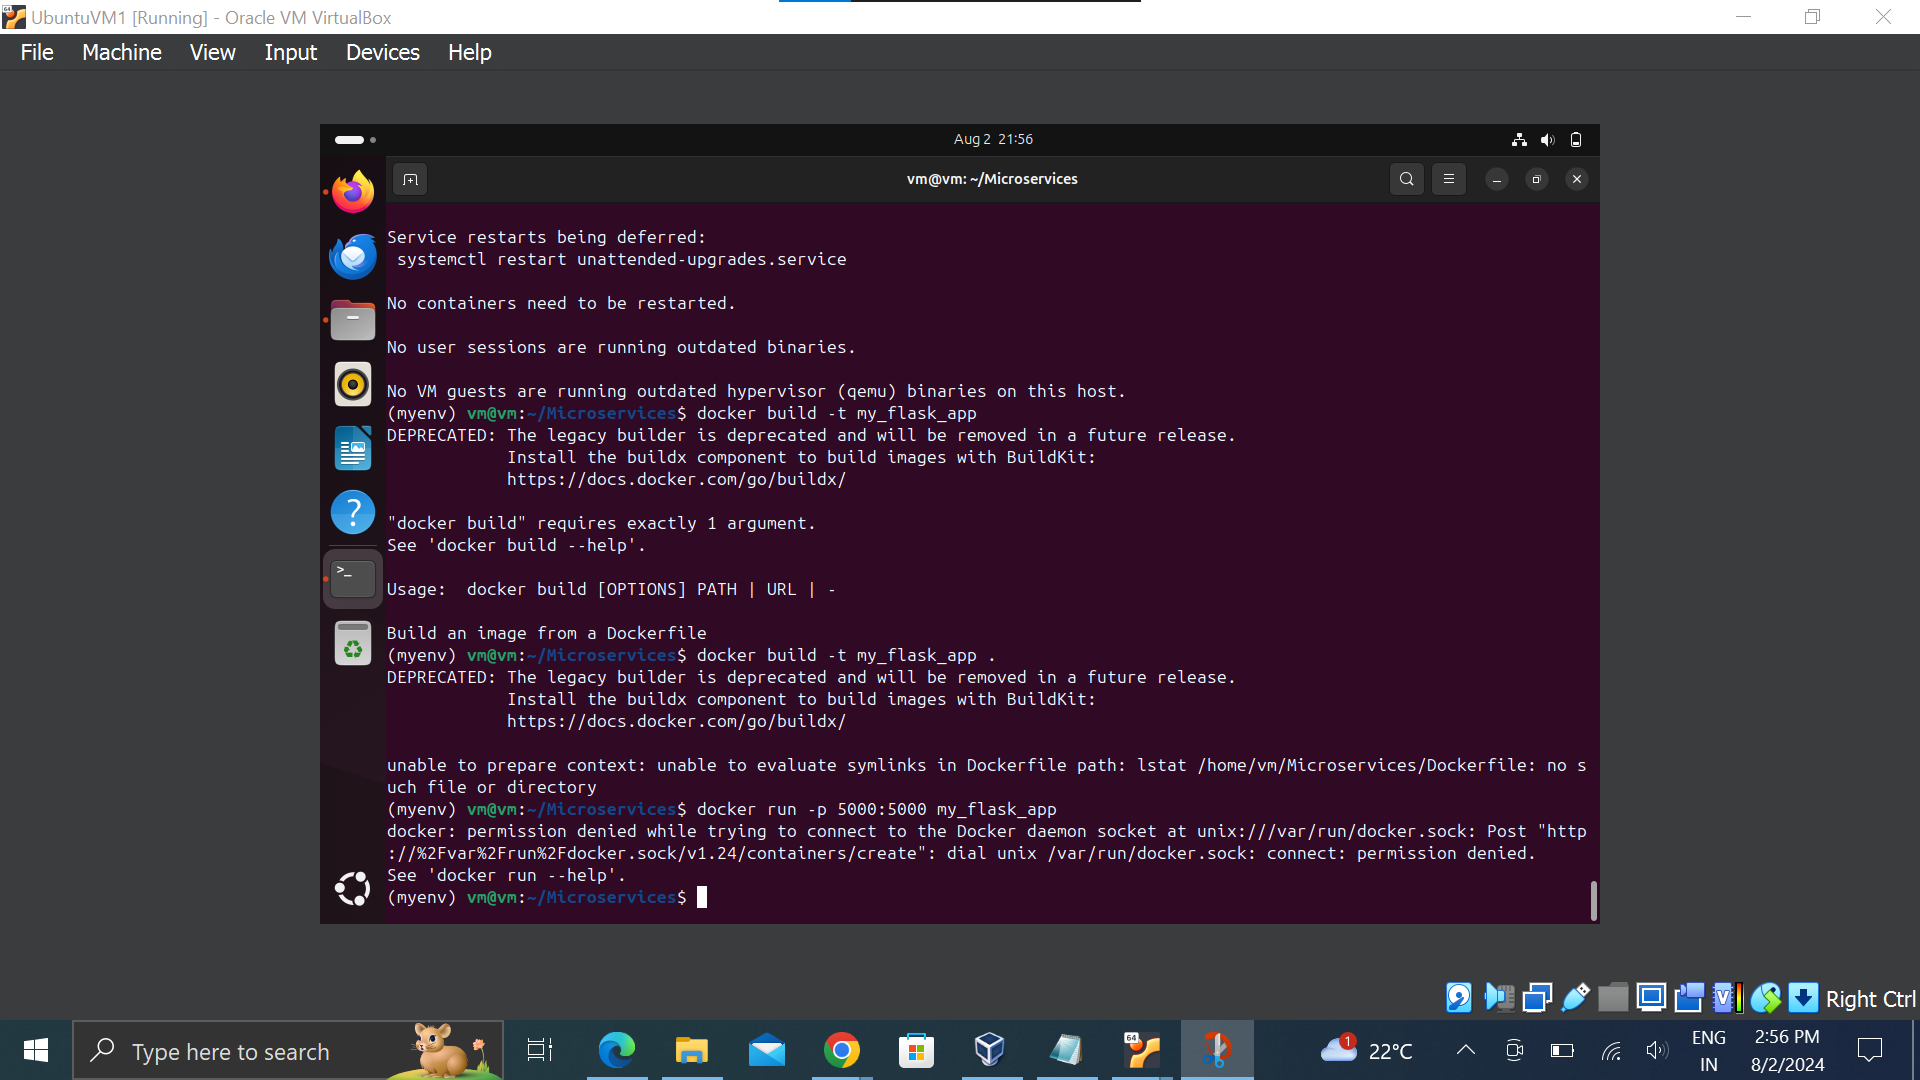 UbuntuVM1 [Running] - Oracle VM VirtualBox
File Machine View Input Devices Help
Aug 2 21:56
vm@vm: ~/Microservices
Service restarts being deferred:
 systemctl restart unattended-upgrades.service
No containers need to be restarted.
No user sessions are running outdated binaries.
No VM guests are running outdated hypervisor (qemu) binaries on this host.
(myenv) vm@vm:~/Microservices$ docker build -t my_flask_app
DEPRECATED: The legacy builder is deprecated and will be removed in a future release.
            Install the buildx component to build images with BuildKit:
            https://docs.docker.com/go/buildx/
"docker build" requires exactly 1 argument.
See 'docker build --help'.
Usage:  docker build [OPTIONS] PATH | URL | -
Build an image from a Dockerfile
(myenv) vm@vm:~/Microservices$ docker build -t my_flask_app .
DEPRECATED: The legacy builder is deprecated and will be removed in a future release.
            Install the buildx component to build images with BuildKit:
            https://docs.docker.com/go/buildx/
unable to prepare context: unable to evaluate symlinks in Dockerfile path: lstat /home/vm/Microservices/Dockerfile: no s
uch file or directory
(myenv) vm@vm:~/Microservices$ docker run -p 5000:5000 my_flask_app
docker: permission denied while trying to connect to the Docker daemon socket at unix:///var/run/docker.sock: Post "http
://%2Fvar%2Frun%2Fdocker.sock/v1.24/containers/create": dial unix /var/run/docker.sock: connect: permission denied.
See 'docker run --help'.
(myenv) vm@vm:~/Microservices$
Right Ctrl
Type here to search
64
1
22°C
ENG
IN
2:56 PM
8/2/2024